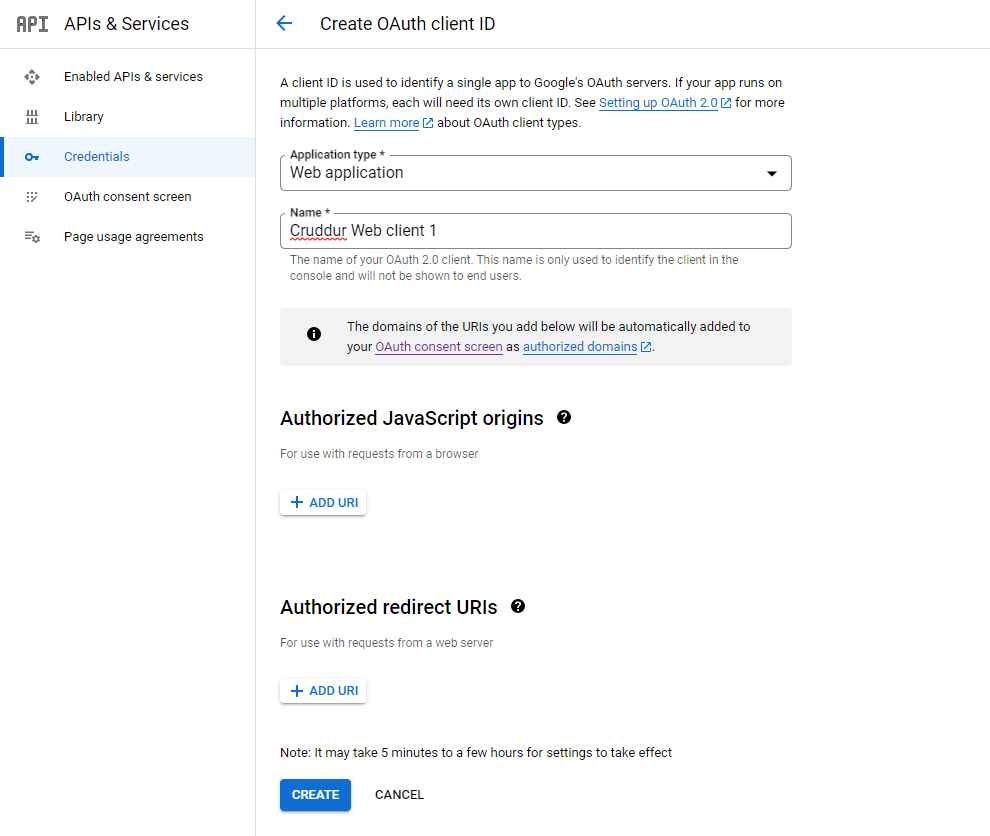 API APIs & Services
Create OAuth client ID
Enabled APIs & services
Library
Credentials
OAuth consent screen
Page usage agreements
A client ID is used to identify a single app to Google's OAuth servers. If your app runs on
multiple platforms, each will need its own client ID. See Setting up OAuth 2.0 for more
information. Learn more about OAuth client types.
Application type *
Web application
Name *
Cruddur Web client 1
The name of your OAuth 2.0 client. This name is only used to identify the client in the
console and will not be shown to end users.
The domains of the URIs you add below will be automatically added to
your OAuth consent screen as authorized domains.
Authorized JavaScript origins
For use with requests from a browser
+ ADD URI
Authorized redirect URIs
For use with requests from a web server
+ ADD URI
Note: It may take 5 minutes to a few hours for settings to take effect
CREATE CANCEL